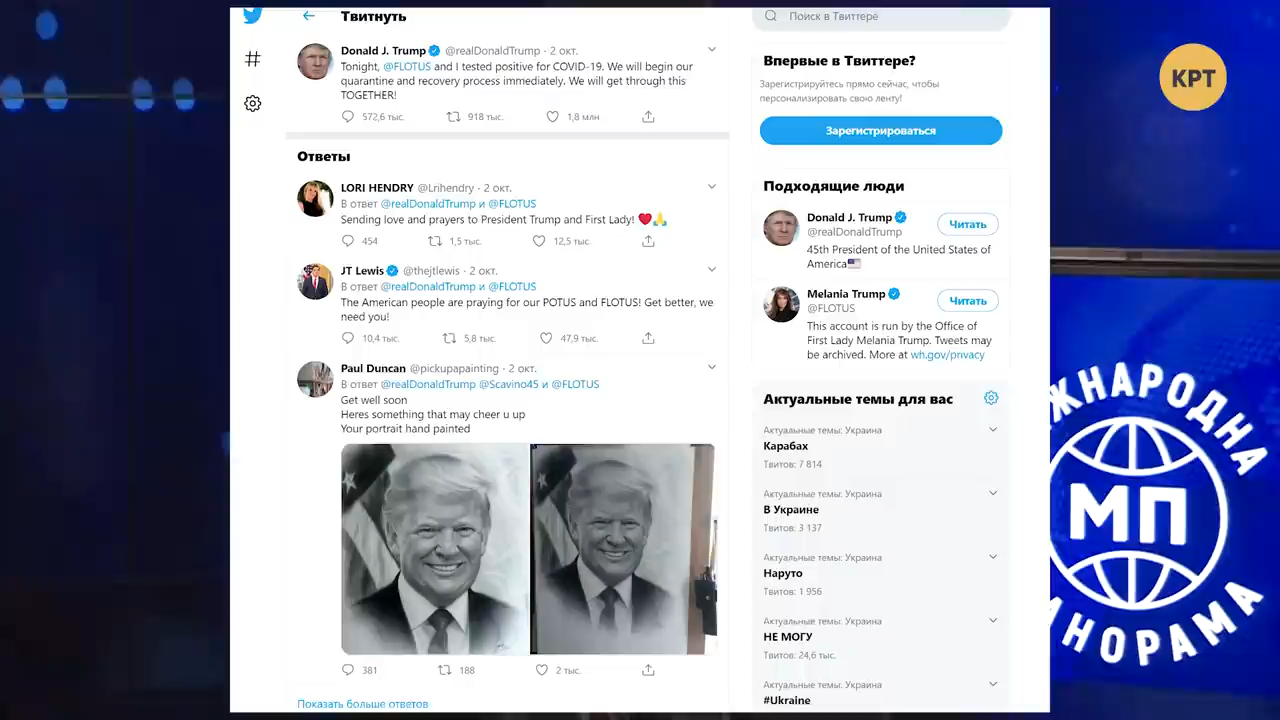 Твитнуть
Donald J. Trump @realDonaldTrump · 2 окт.
Tonight, @FLOTUS and I tested positive for COVID-19. We will begin our
quarantine and recovery process immediately. We will get through this
TOGETHER!
572,6 тыс. 918 тыс. 1,8 млн
Ответы
LORI HENDRY @Lrihendry · 2 окт.
В ответ @realDonaldTrump и @FLOTUS
Sending love and prayers to President Trump and First Lady! ❤️🙏
454 1,5 тыс. 12,5 тыс.
JT Lewis @thejtlewis · 2 окт.
В ответ @realDonaldTrump и @FLOTUS
The American people are praying for our POTUS and FLOTUS! Get better, we
need you!
10,4 тыс. 5,8 тыс. 47,9 тыс.
Paul Duncan @pickupapainting · 2 окт.
В ответ @realDonaldTrump @Scavino45 и @FLOTUS
Get well soon
Heres something that may cheer u up
Your portrait hand painted
381 188 2 тыс.
Показать больше ответов
Поиск в Твиттере
Впервые в Твиттере?
Зарегистрируйтесь прямо сейчас, чтобы
персонализировать свою ленту!
Зарегистрироваться
Подходящие люди
Donald J. Trump Читать
@realDonaldTrump
45th President of the United States of
America🇺🇸
Melania Trump Читать
@FLOTUS
This account is run by the Office of
First Lady Melania Trump. Tweets may
be archived. More at wh.gov/privacy
Актуальные темы для вас
Актуальные темы: Украина
Карабах
Твитов: 7 814
Актуальные темы: Украина
В Украине
Твитов: 3 137
Актуальные темы: Украина
Наруто
Твитов: 1 956
Актуальные темы: Украина
НЕ МОГУ
Твитов: 24,6 тыс.
Актуальные темы: Украина
#Ukraine
КРТ
ЖНАРОДНА
МП
НОРАМА